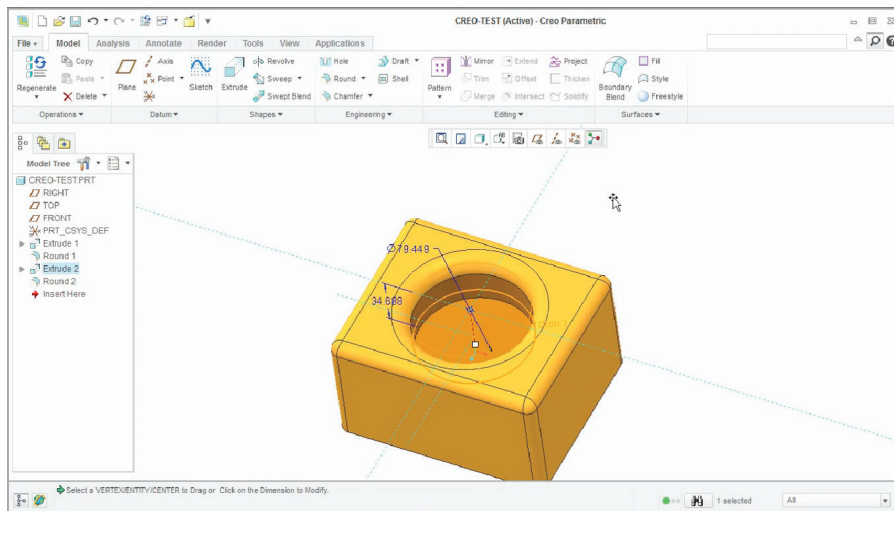 CREO-TEST (Active) - Creo Parametric
File Model Analysis Annotate Render Tools View Applications
Regenerate Copy Paste Delete
Plane Axis Point Sketch
Extrude Revolve Sweep Swept Blend
Hole Round Chamfer Draft Shell
Pattern Mirror Trim Merge Extend Offset Intersect Project Thicken Solidify
Boundary Blend Fill Style Freestyle
Operations Datum Shapes Engineering Editing Surfaces
Model Tree
CREO-TEST.PRT
RIGHT
TOP
FRONT
PRT_CSYS_DEF
Extrude 1
Round 1
Extrude 2
Round 2
Insert Here
Ø79.449
34.688
Select a VERTEX/ENTITY/CENTER to Drag or Click on the Dimension to Modify.
1 selected
All